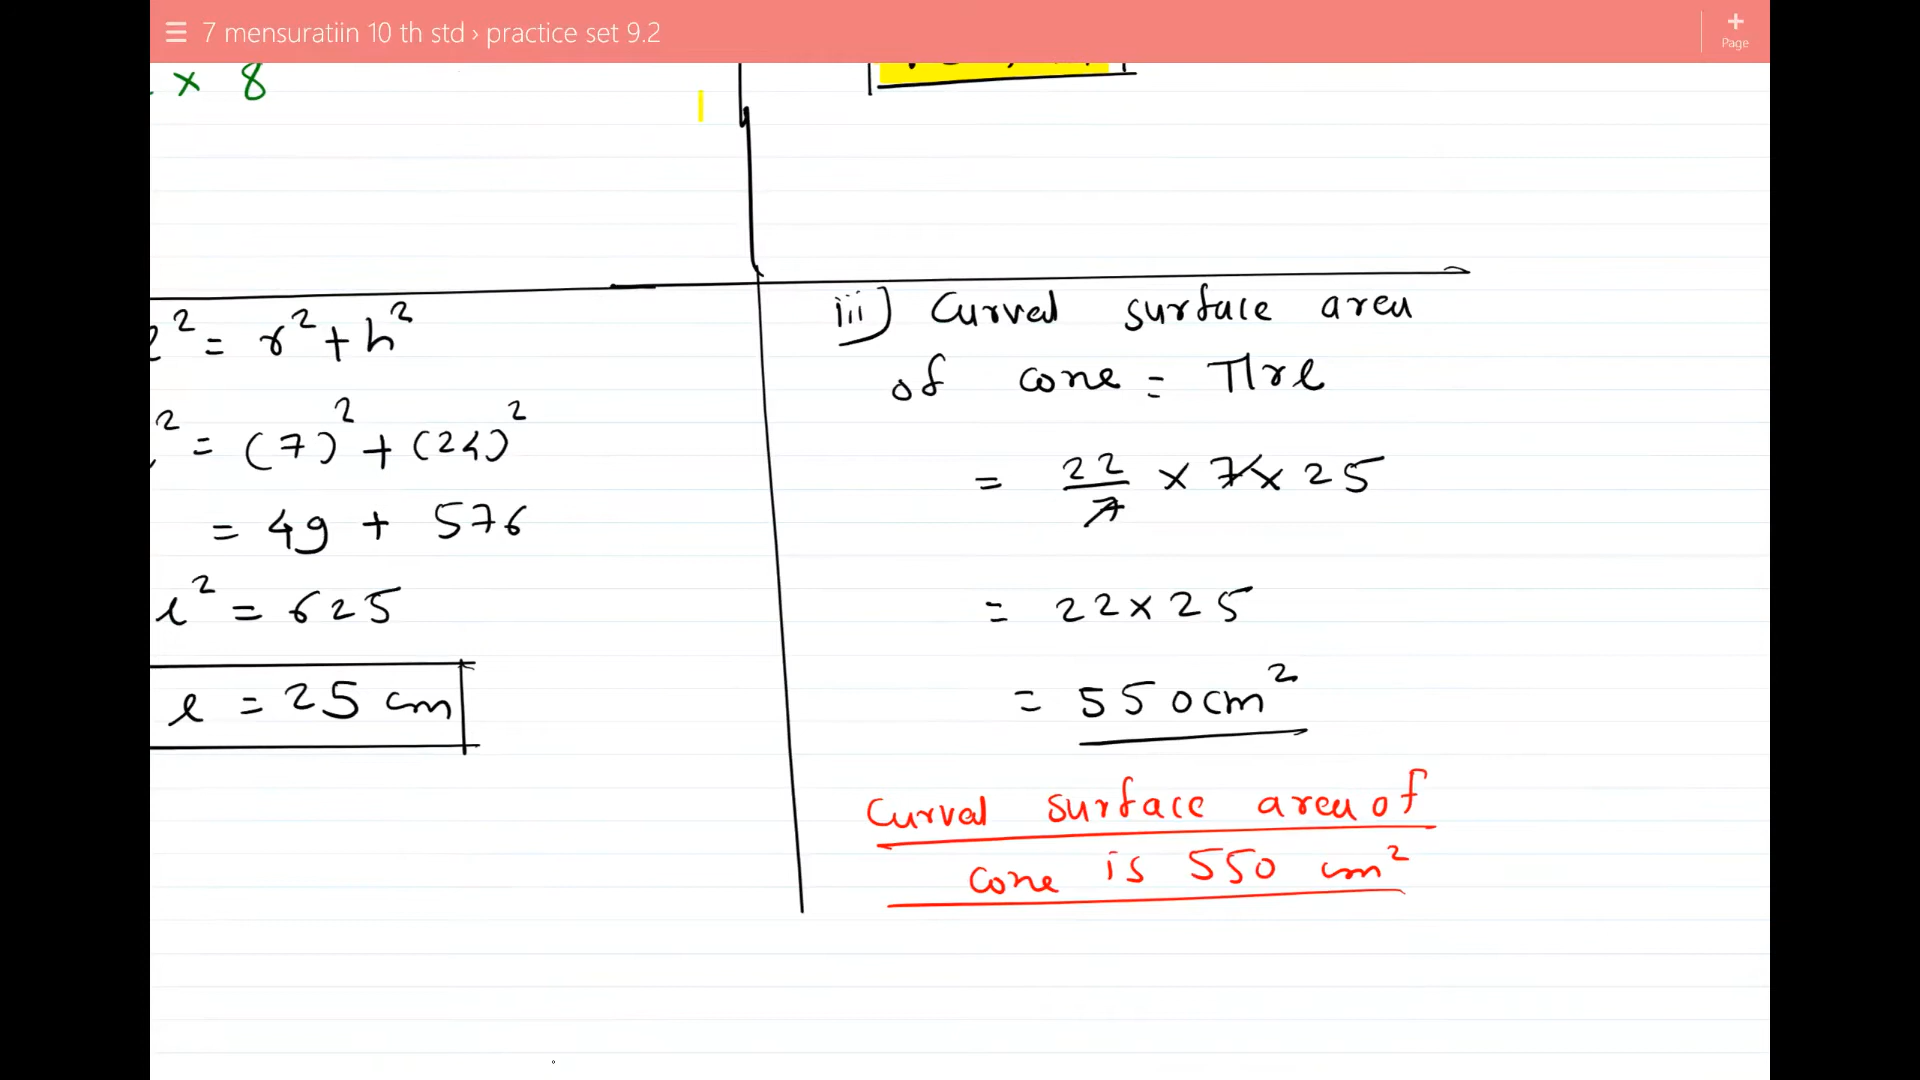 7 mensuratiin 10 th std › practice set 9.2
Page
x 8
l² = r² + h²
² = (7)² + (24)²
= 49 + 576
l² = 625
l = 25 cm
iii) Curved surface area
of cone = πrl
= 22/7 × 7 × 25
= 22 × 25
= 550 cm²
Curved surface area of
cone is 550 cm²